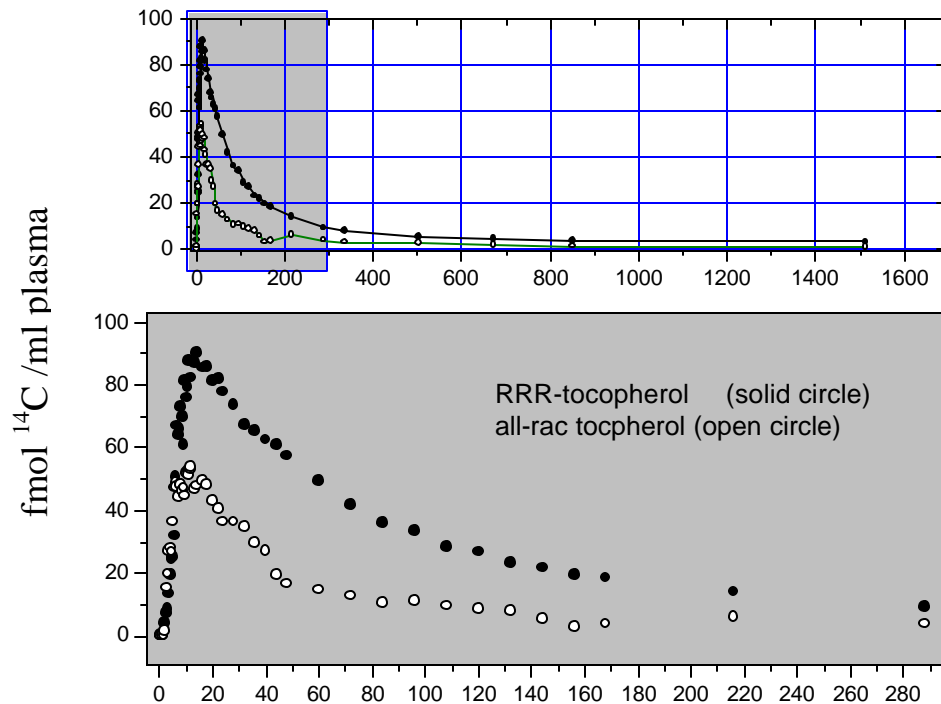 fmol ¹⁴C /ml plasma
100
80
60
40
20
0
0 200 400 600 800 1000 1200 1400 1600
100
80
60
40
20
0
RRR-tocopherol (solid circle)
all-rac tocpherol (open circle)
0 20 40 60 80 100 120 140 160 180 200 220 240 260 280